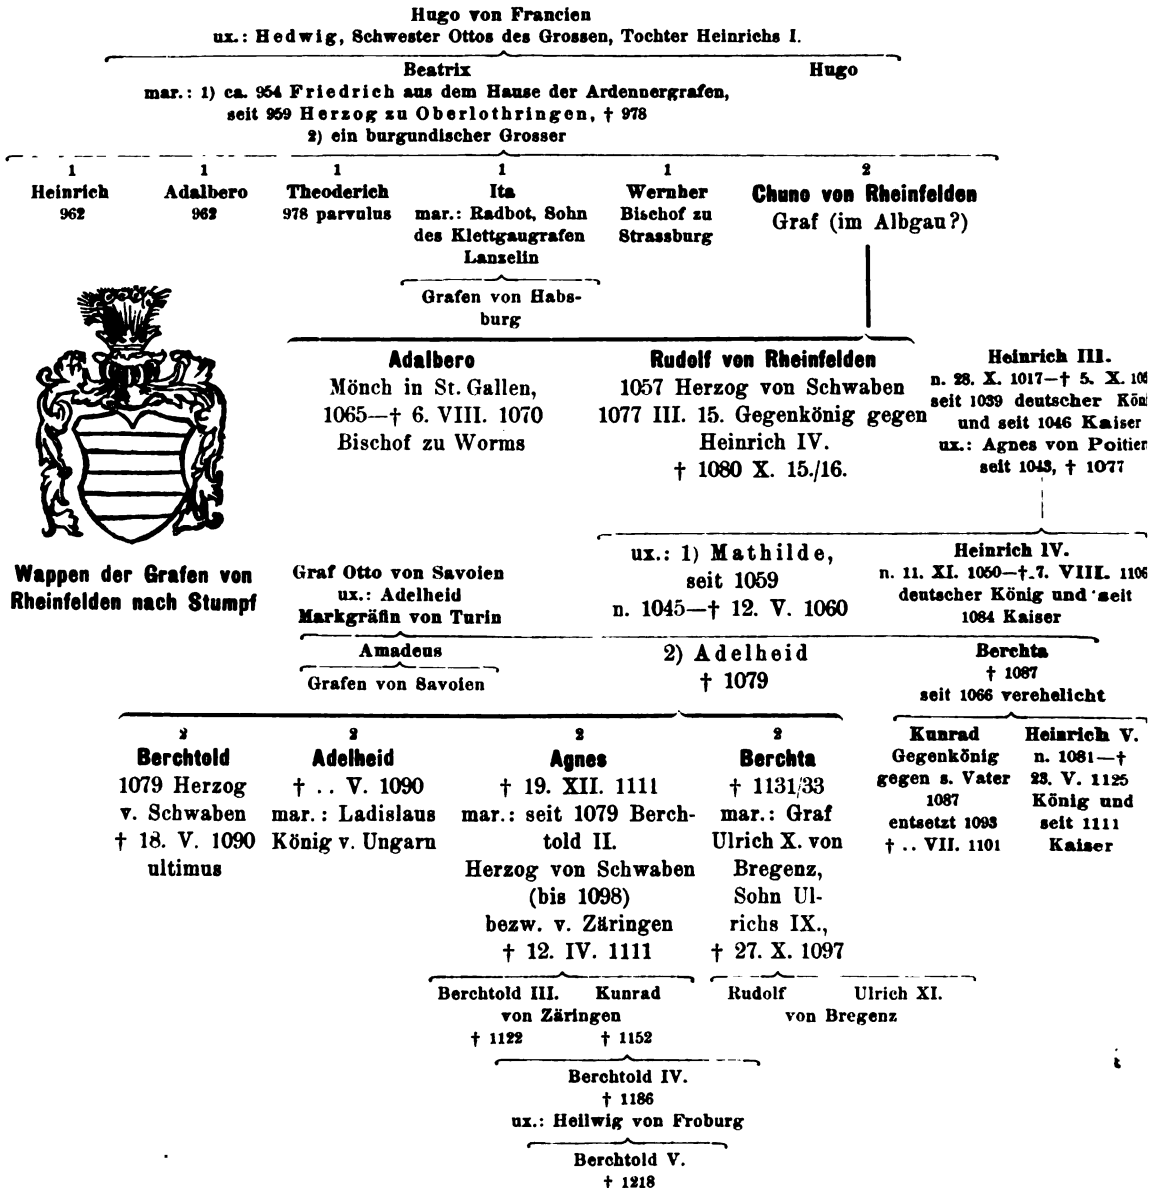 Hugo von Francien
ux.: Hedwig, Schwester Ottos des Grossen, Tochter Heinrichs I.
Beatrix
mar.: 1) ca. 954 Friedrich aus dem Hause der Ardennergrafen,
seit 959 Herzog zu Oberlothringen, † 978
2) ein burgundischer Grosser
Hugo
1
Heinrich
962
1
Adalbero
962
1
Theoderich
978 parvulus
1
Ita
mar.: Radbot, Sohn
des Klettgaugrafen
Lanzelin
Grafen von Habs-
burg
1
Wernher
Bischof zu
Strassburg
2
Chuno von Rheinfelden
Graf (im Albgau?)
Adalbero
Mönch in St. Gallen,
1065—† 6. VIII. 1070
Bischof zu Worms
Rudolf von Rheinfelden
1057 Herzog von Schwaben
1077 III. 15. Gegenkönig gegen
Heinrich IV.
† 1080 X. 15./16.
Heinrich III.
n. 28. X. 1017—† 5. X.
seit 1039 deutscher
und seit 1046 Kaiser
ux.: Agnes von Poitier
seit 1043, † 1077
Wappen der Grafen von
Rheinfelden nach Stumpf
Graf Otto von Savoien
ux.: Adelheid
Markgräfin von Turin
ux.: 1) Mathilde,
seit 1059
n. 1045—† 12. V. 1060
Heinrich IV.
n. 11. XI. 1050—† 7. VIII. 1106
deutscher König und seit
1084 Kaiser
Amadeus
Grafen von Savoien
2) Adelheid
† 1079
Berchta
† 1087
seit 1066 verehelicht
2
Berchtold
1079 Herzog
v. Schwaben
† 18. V. 1090
ultimus
2
Adelheid
† . . V. 1090
mar.: Ladislaus
König v. Ungarn
2
Agnes
† 19. XII. 1111
mar.: seit 1079 Berch-
told II.
Herzog von Schwaben
(bis 1098)
bezw. v. Zäringen
† 12. IV. 1111
2
Berchta
† 1131/33
mar.: Graf
Ulrich X. von
Bregenz,
Sohn Ul-
richs IX.,
† 27. X. 1097
Kunrad
Gegenkönig
gegen s. Vater
1087
entsetzt 1093
† . . VII. 1101
Heinrich V.
n. 1081—†
23. V. 1125
König und
seit 1111
Kaiser
Berchtold III. Kunrad
von Zäringen
† 1122 † 1152
Rudolf Ulrich XI.
von Bregenz
Berchtold IV.
† 1186
ux.: Heilwig von Froburg
Berchtold V.
† 1218